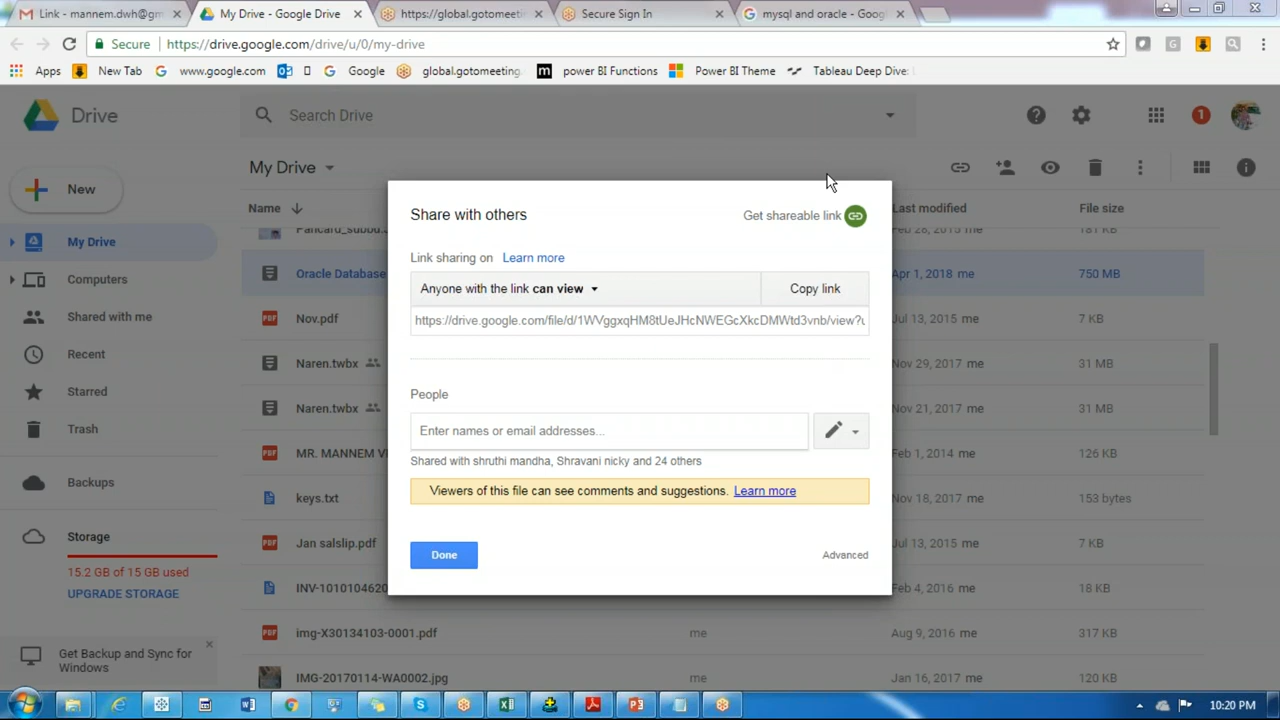 Link - mannem.dwh@gm
My Drive - Google Drive
https://global.gotomeeti
Secure Sign In
mysql and oracle - Goog
Secure
https://drive.google.com/drive/u/0/my-drive
Apps
New Tab
www.google.com
Google
global.gotomeeting.
power BI Functions
Power BI Theme
Tableau Deep Dive:
Drive
Search Drive
1
New
My Drive
Name
Last modified
File size
My Drive
Computers
Shared with me
Recent
Starred
Trash
Backups
Storage
15.2 GB of 15 GB used
UPGRADE STORAGE
Get Backup and Sync for
Windows
Pancard_subbu.
Feb 28, 2015 me
181 KB
Oracle Database
Apr 1, 2018 me
750 MB
Nov.pdf
Jul 13, 2015 me
7 KB
Naren.twbx
Nov 29, 2017 me
31 MB
Naren.twbx
Nov 21, 2017 me
31 MB
MR. MANNEM V
Feb 1, 2014 me
126 KB
keys.txt
Nov 18, 2017 me
153 bytes
Jan salslip.pdf
Jul 13, 2015 me
7 KB
INV-1010104620
Feb 4, 2016 me
18 KB
img-X30134103-0001.pdf
me
Aug 9, 2016 me
317 KB
IMG-20170114-WA0002.jpg
me
Jan 16, 2017 me
120 KB
Share with others
Get shareable link
Link sharing on Learn more
Anyone with the link can view
Copy link
https://drive.google.com/file/d/1WVggxqHM8tUeJHcNWEGcXkcDMWtd3vnb/view?u
People
Enter names or email addresses...
Shared with shruthi mandha, Shravani nicky and 24 others
Viewers of this file can see comments and suggestions. Learn more
Done
Advanced
10:20 PM